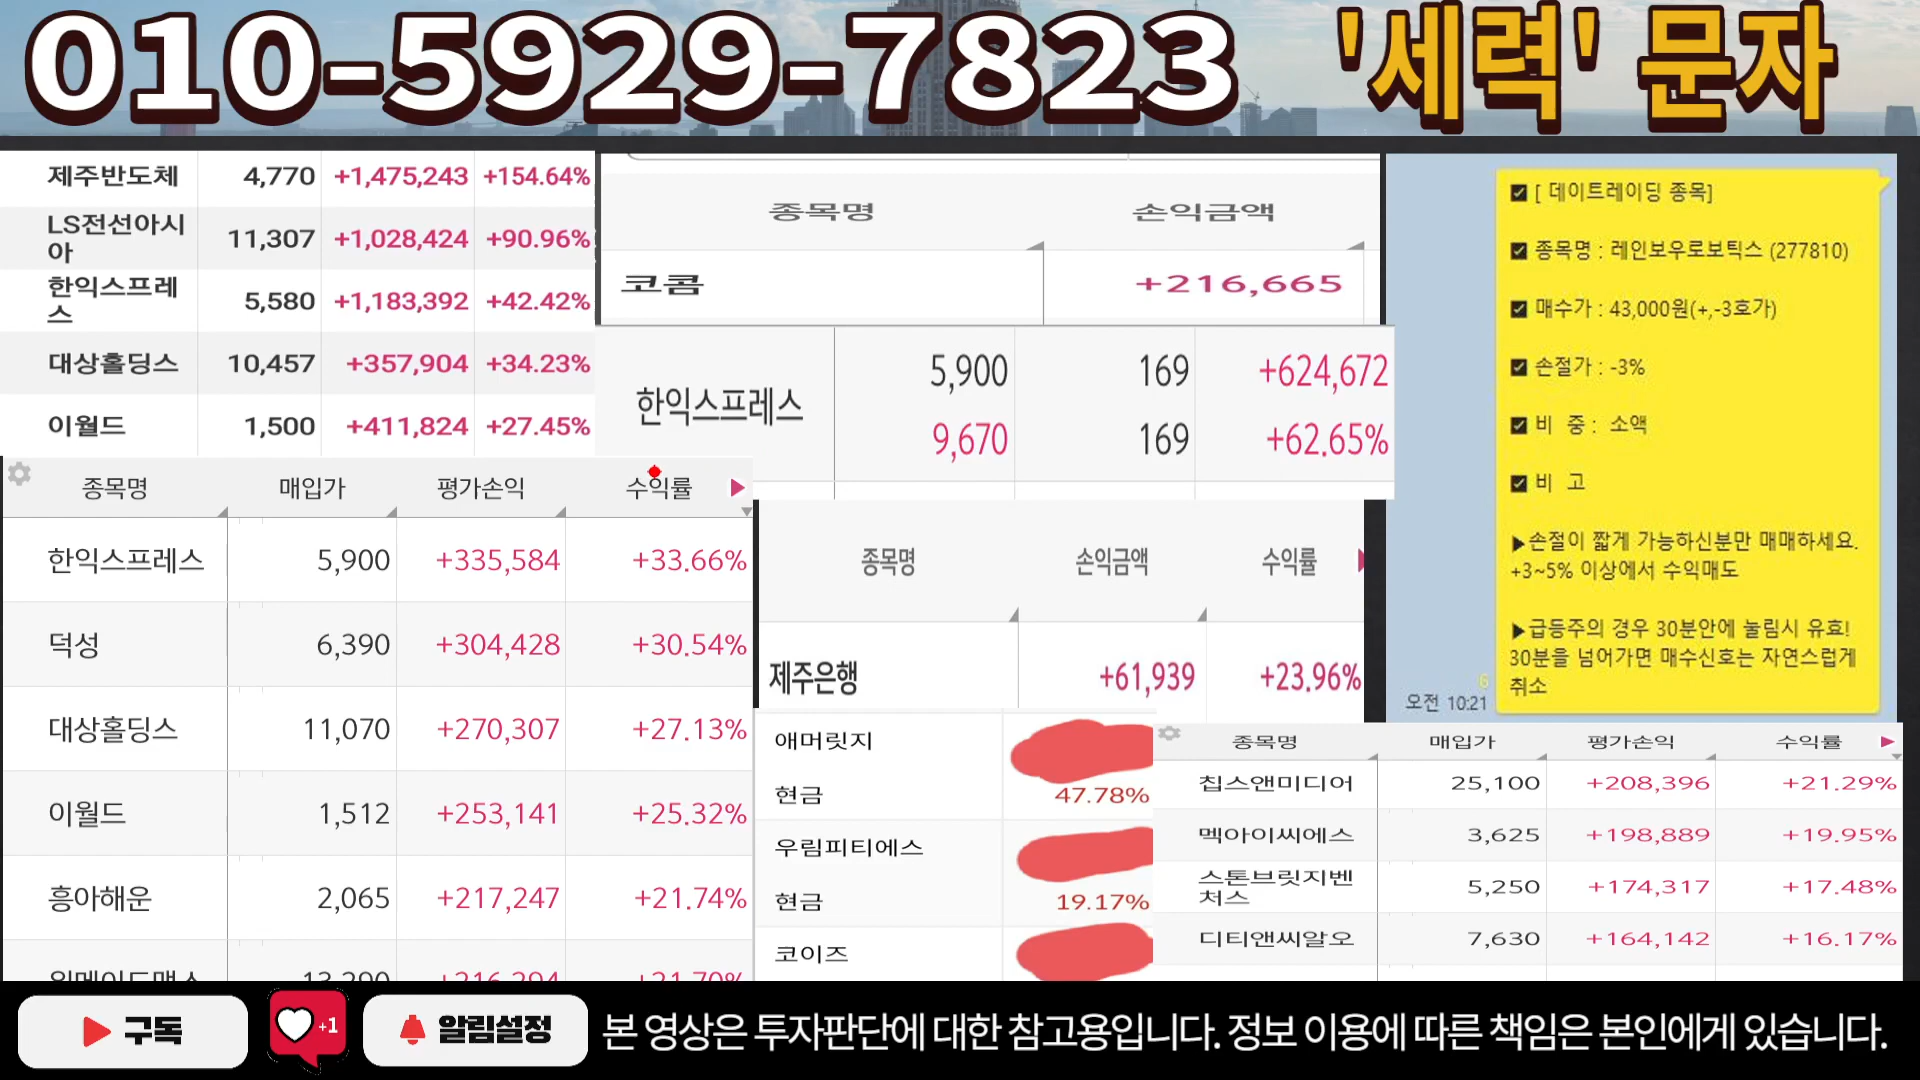 010-5929-7823 '세력' 문자
제주반도체 4,770 +1,475,243 +154.64%
LS전선아시아 11,307 +1,028,424 +90.96%
한익스프레스 5,580 +1,183,392 +42.42%
대상홀딩스 10,457 +357,904 +34.23%
이월드 1,500 +411,824 +27.45%
종목명 손익금액
코콤 +216,665
한익스프레스 5,900 169 +624,672
9,670 169 +62.65%
☑ [ 데이트레이딩 종목]
☑ 종목명 : 레인보우로보틱스 (277810)
☑ 매수가 : 43,000원(+,-3호가)
☑ 손절가 : -3%
☑ 비 중 : 소액
☑ 비 고
▶손절이 짧게 가능하신분만 매매하세요.
+3~5% 이상에서 수익매도
▶급등주의 경우 30분안에 눌림시 유효!
30분을 넘어가면 매수신호는 자연스럽게
취소
6
오전 10:21
종목명 매입가 평가손익 수익률
한익스프레스 5,900 +335,584 +33.66%
덕성 6,390 +304,428 +30.54%
대상홀딩스 11,070 +270,307 +27.13%
이월드 1,512 +253,141 +25.32%
흥아해운 2,065 +217,247 +21.74%
종목명 손익금액 수익률
제주은행 +61,939 +23.96%
애머릿지
현금 47.78%
우림피티에스
현금 19.17%
코이즈
종목명 매입가 평가손익 수익률
칩스앤미디어 25,100 +208,396 +21.29%
멕아이씨에스 3,625 +198,889 +19.95%
스톤브릿지벤처스 5,250 +174,317 +17.48%
디티앤씨알오 7,630 +164,142 +16.17%
구독 +1 알림설정 본 영상은 투자판단에 대한 참고용입니다. 정보 이용에 따른 책임은 본인에게 있습니다.